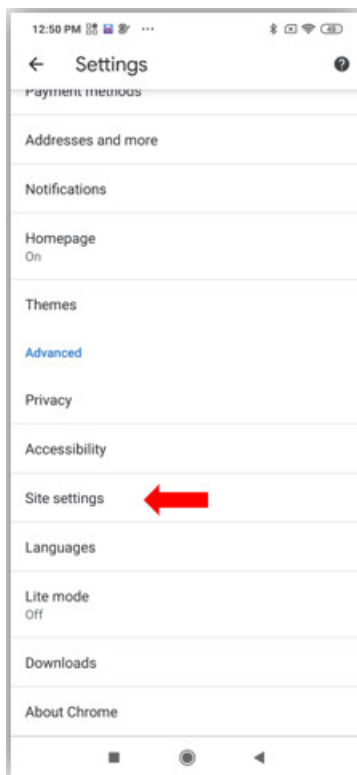 12:50 PM
Settings
Payment methods
Addresses and more
Notifications
Homepage
On
Themes
Advanced
Privacy
Accessibility
Site settings
Languages
Lite mode
Off
Downloads
About Chrome